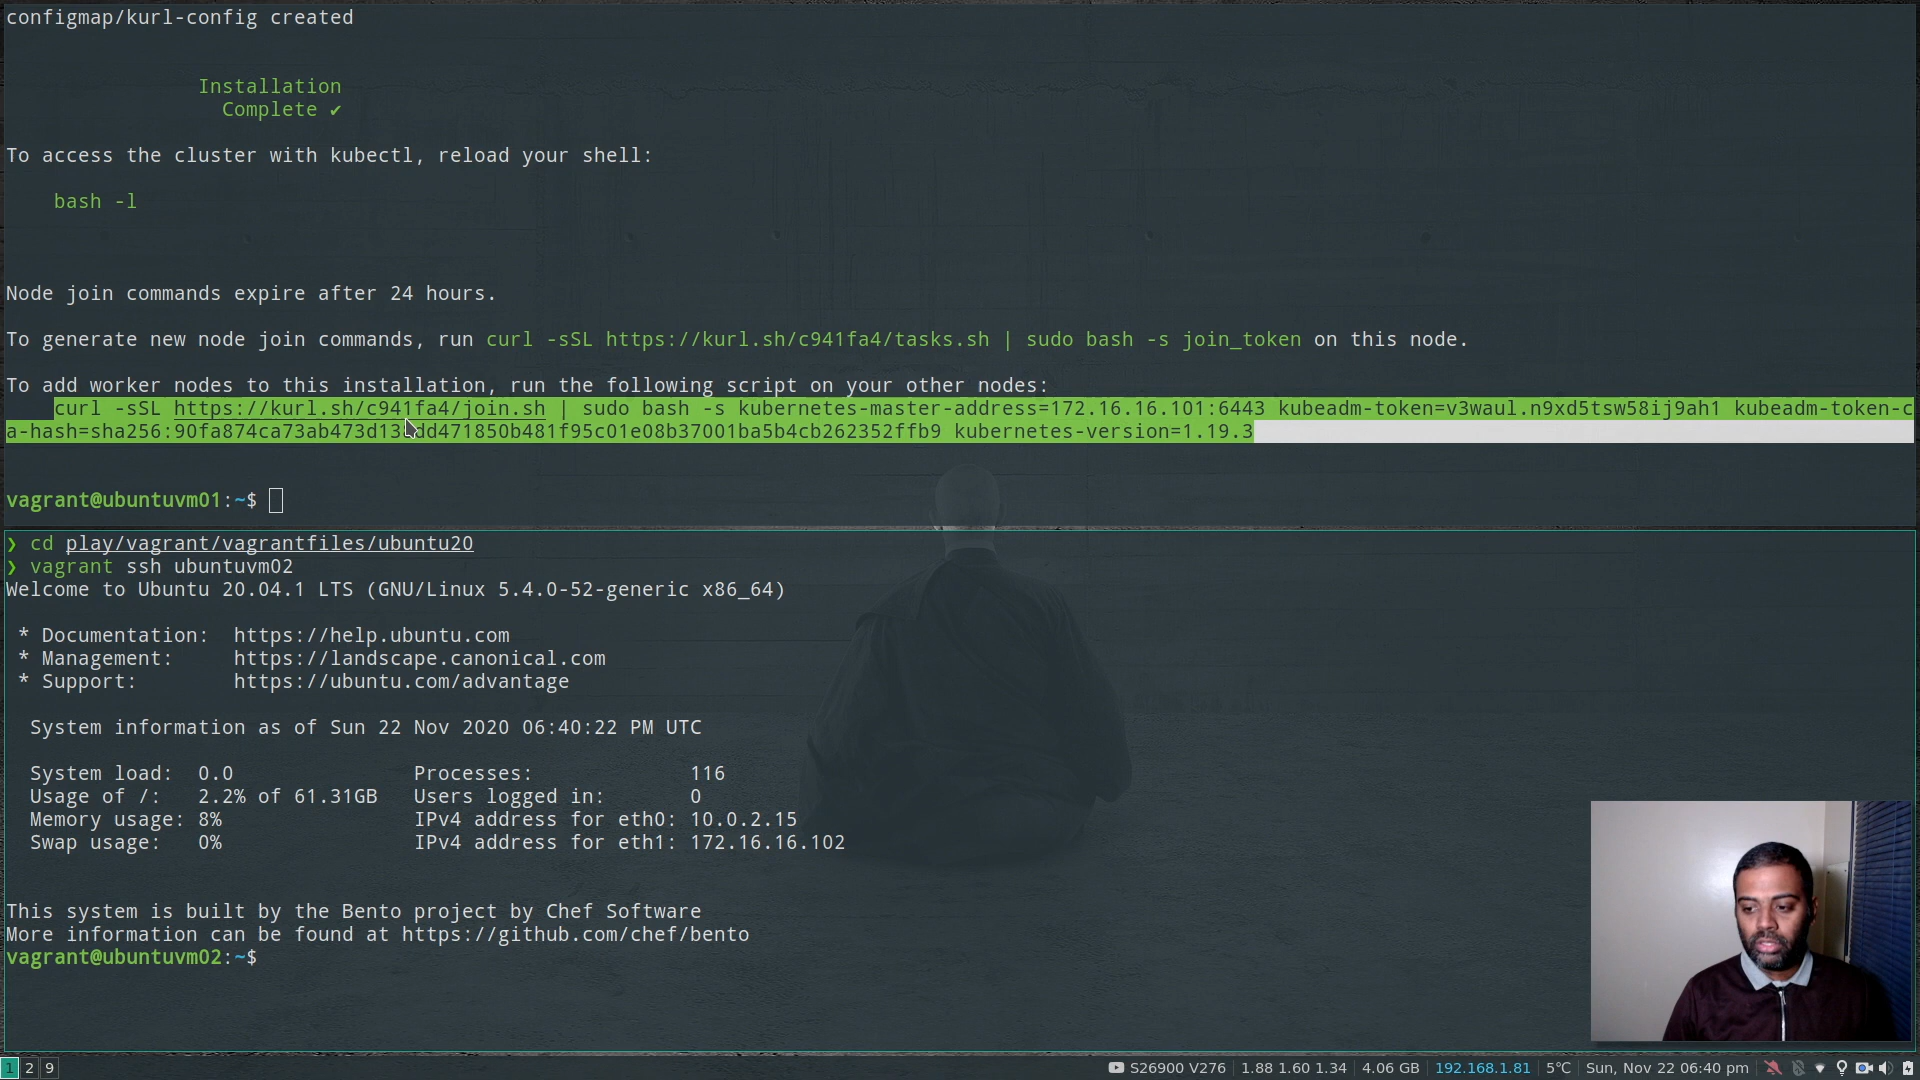 configmap/kurl-config created
Installation
Complete ✔
To access the cluster with kubectl, reload your shell:
bash -l
Node join commands expire after 24 hours.
To generate new node join commands, run curl -sSL https://kurl.sh/c941fa4/tasks.sh | sudo bash -s join_token on this node.
To add worker nodes to this installation, run the following script on your other nodes:
curl -sSL https://kurl.sh/c941fa4/join.sh | sudo bash -s kubernetes-master-address=172.16.16.101:6443 kubeadm-token=v3waul.n9xd5tsw58ij9ah1 kubeadm-token-c
kubernetes-version=1.19.3
vagrant@ubuntuvm01:~$
❯ cd play/vagrant/vagrantfiles/ubuntu20
❯ vagrant ssh ubuntuvm02
Welcome to Ubuntu 20.04.1 LTS (GNU/Linux 5.4.0-52-generic x86_64)
* Documentation: https://help.ubuntu.com
* Management: https://landscape.canonical.com
* Support: https://ubuntu.com/advantage
System information as of Sun 22 Nov 2020 06:40:22 PM UTC
System load: 0.0 Processes: 116
Usage of /: 2.2% of 61.31GB Users logged in: 0
Memory usage: 8% IPv4 address for eth0: 10.0.2.15
Swap usage: 0% IPv4 address for eth1: 172.16.16.102
This system is built by the Bento project by Chef Software
More information can be found at https://github.com/chef/bento
vagrant@ubuntuvm02:~$
1 2 9 S26900 V276 1.88 1.60 1.34 4.06 GB 192.168.1.81 5°C Sun, Nov 22 06:40 pm